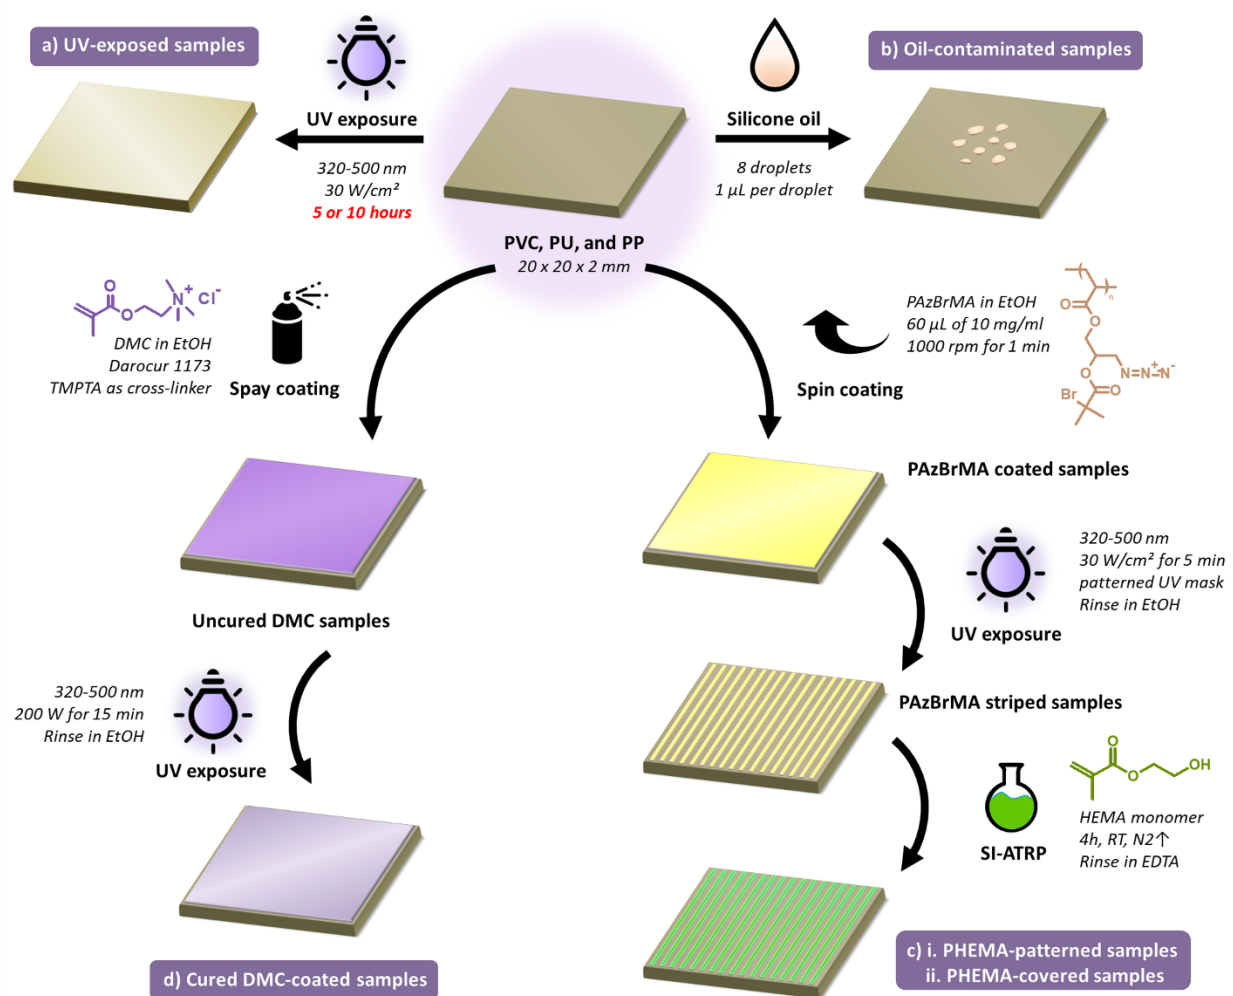 a) UV-exposed samples
UV exposure
320-500 nm
30 W/cm²
5 or 10 hours
Silicone oil
8 droplets
1 µL per droplet
b) Oil-contaminated samples
PVC, PU, and PP
20 x 20 x 2 mm
O
O
N+
Cl-
DMC in EtOH
Darocur 1173
TMPTA as cross-linker
Spay coating
PAzBrMA in EtOH
60 µL of 10 mg/ml
1000 rpm for 1 min
Spin coating
n
O
O
O
N=N=N-
+
Br
O
Uncured DMC samples
320-500 nm
200 W for 15 min
Rinse in EtOH
UV exposure
d) Cured DMC-coated samples
PAzBrMA coated samples
320-500 nm
30 W/cm² for 5 min
patterned UV mask
Rinse in EtOH
UV exposure
PAzBrMA striped samples
SI-ATRP
O
O
OH
HEMA monomer
4h, RT, N2↑
Rinse in EDTA
c) i. PHEMA-patterned samples
ii. PHEMA-covered samples